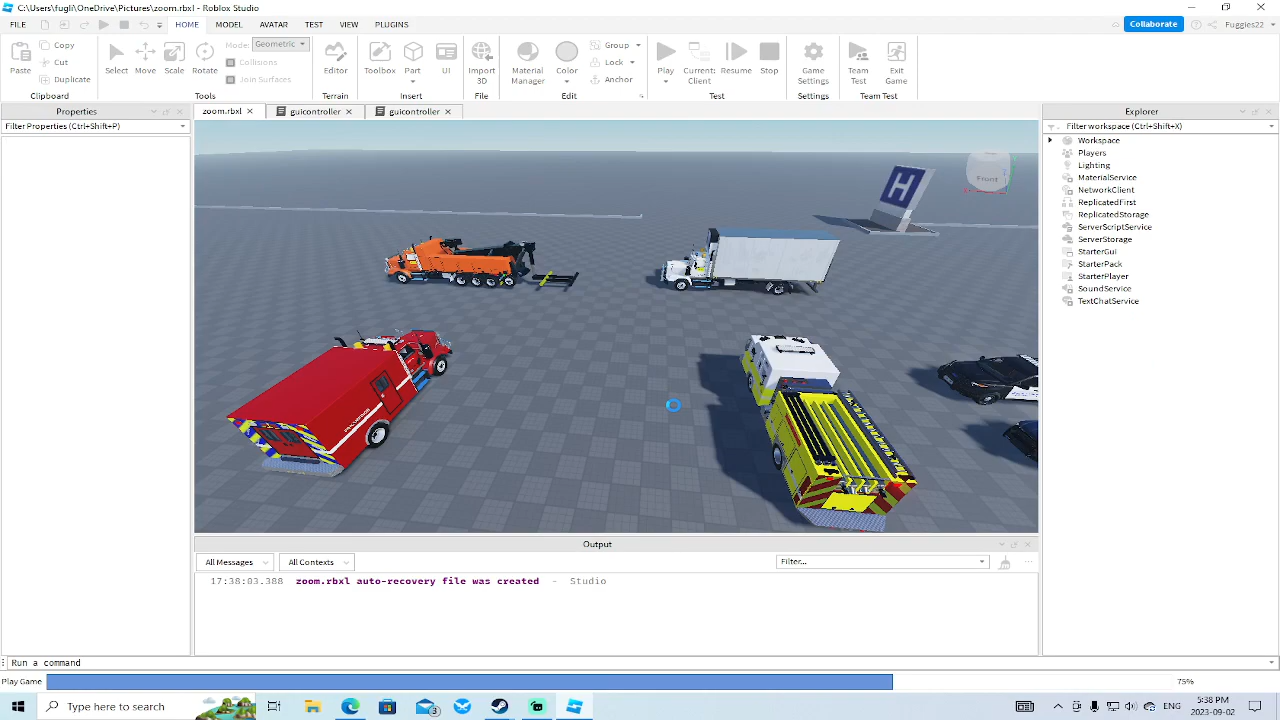 C:\Users\fugli\OneDrive\Pictures\zoom.rbxl - Roblox Studio
FILE HOME MODEL AVATAR TEST VIEW PLUGINS Collaborate Fuggies22
Paste Copy Cut Duplicate Select Move Scale Rotate Mode: Geometric Collisions Join Surfaces Editor Toolbox Part UI Import 3D Material Manager Color Group Lock Anchor Play Current: Client Resume Stop Game Settings Team Test Exit Game
Clipboard Tools Terrain Insert File Edit Test Settings Team Test
Properties
Filter Properties (Ctrl+Shift+P)
zoom.rbxl guicontroller guicontroller
H
Front
Explorer
Filter workspace (Ctrl+Shift+X)
Workspace
Players
Lighting
MaterialService
NetworkClient
ReplicatedFirst
ReplicatedStorage
ServerScriptService
ServerStorage
StarterGui
StarterPack
StarterPlayer
SoundService
TextChatService
Output
All Messages All Contexts Filter...
17:38:03.388 zoom.rbxl auto-recovery file was created - Studio
Run a command
Play Game 75%
Type here to search 3 ENG 5:38 PM
2023-09-02